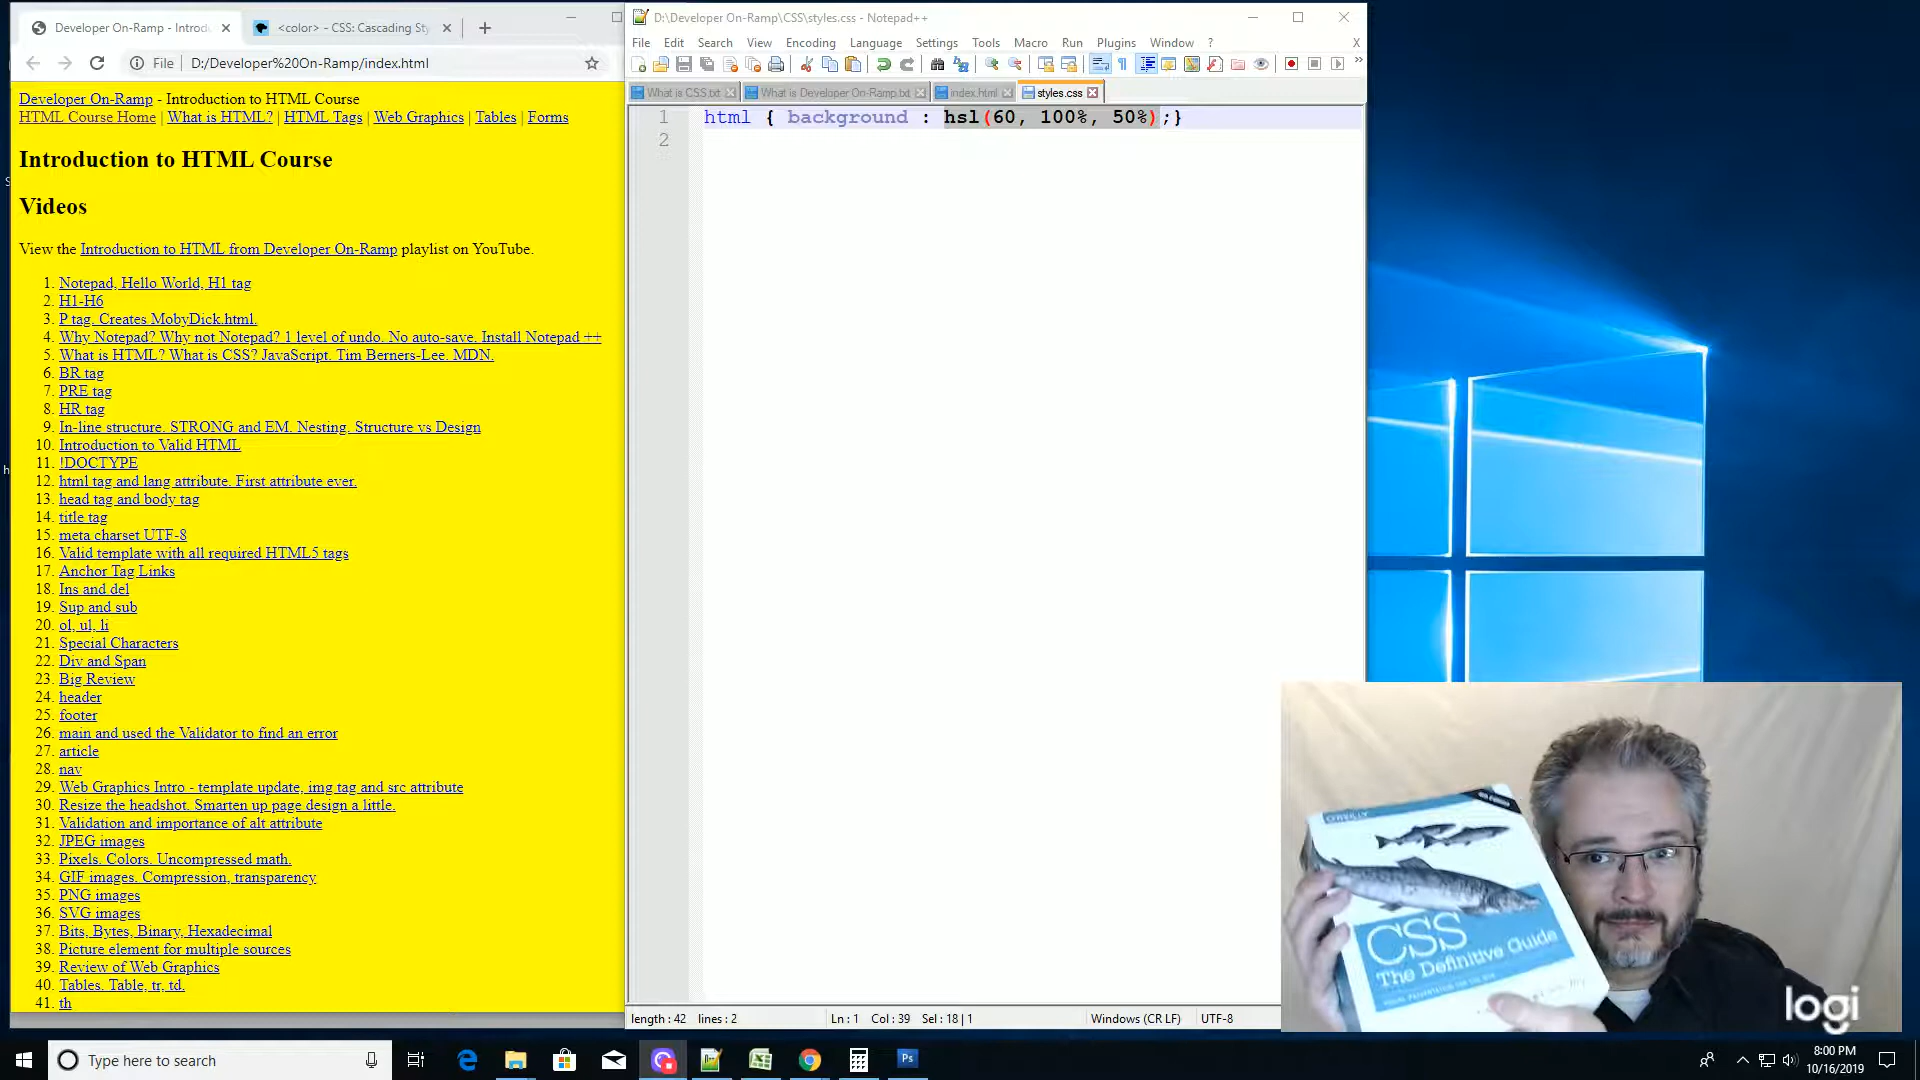 Developer On-Ramp - Introd
<color> - CSS: Cascading Sty
File D:/Developer%20On-Ramp/index.html
Developer On-Ramp - Introduction to HTML Course
HTML Course Home | What is HTML? | HTML Tags | Web Graphics | Tables | Forms
Introduction to HTML Course
Videos
View the Introduction to HTML from Developer On-Ramp playlist on YouTube.
1. Notepad, Hello World, H1 tag
2. H1-H6
3. P tag. Creates MobyDick.html.
4. Why Notepad? Why not Notepad? 1 level of undo. No auto-save. Install Notepad ++
5. What is HTML? What is CSS? JavaScript. Tim Berners-Lee. MDN.
6. BR tag
7. PRE tag
8. HR tag
9. In-line structure. STRONG and EM. Nesting. Structure vs Design
10. Introduction to Valid HTML
11. !DOCTYPE
12. html tag and lang attribute. First attribute ever.
13. head tag and body tag
14. title tag
15. meta charset UTF-8
16. Valid template with all required HTML5 tags
17. Anchor Tag Links
18. Ins and del
19. Sup and sub
20. ol, ul, li
21. Special Characters
22. Div and Span
23. Big Review
24. header
25. footer
26. main and used the Validator to find an error
27. article
28. nav
29. Web Graphics Intro - template update, img tag and src attribute
30. Resize the headshot. Smarten up page design a little.
31. Validation and importance of alt attribute
32. JPEG images
33. Pixels. Colors. Uncompressed math.
34. GIF images. Compression, transparency
35. PNG images
36. SVG images
37. Bits, Bytes, Binary, Hexadecimal
38. Picture element for multiple sources
39. Review of Web Graphics
40. Tables. Table, tr, td.
41. th
D:\Developer On-Ramp\CSS\styles.css - Notepad++
File Edit Search View Encoding Language Settings Tools Macro Run Plugins Window ? X
What is CSS.txt What is Developer On-Ramp.txt index.html styles.css
1 html { background : hsl(60, 100%, 50%);}
2
length : 42 lines : 2 Ln : 1 Col : 39 Sel : 18 | 1 Windows (CR LF) UTF-8
O'REILLY
CSS
The Definitive Guide
logi
Type here to search
Ps
8:00 PM
10/16/2019